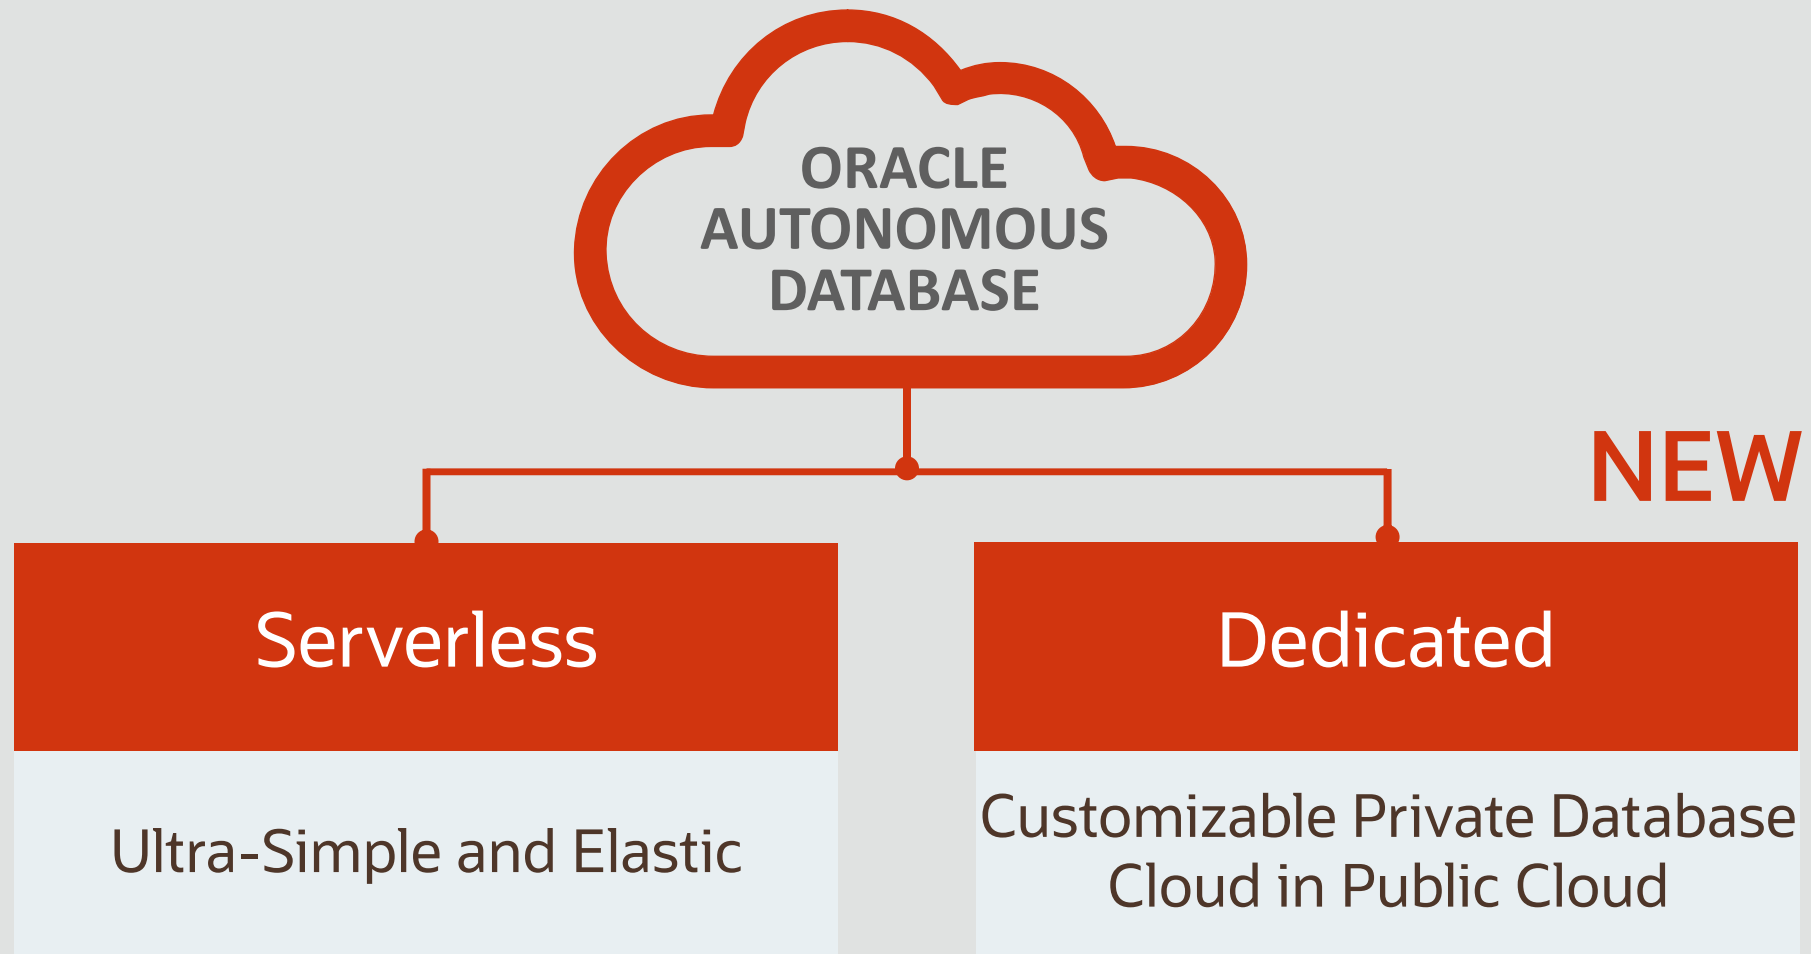 ORACLE
AUTONOMOUS
DATABASE
NEW
Serverless
Dedicated
Ultra-Simple and Elastic
Customizable Private Database
Cloud in Public Cloud